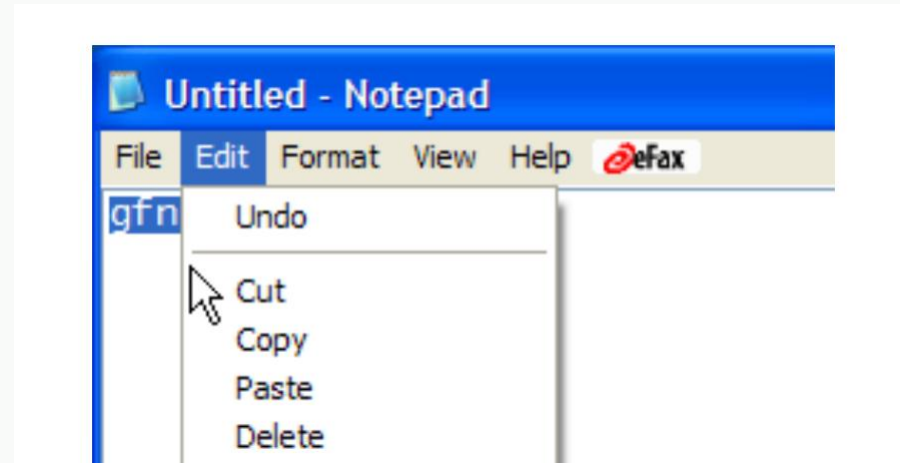 Untitled - Notepad
File Edit Format View Help eFax
gfn
Undo
Cut
Copy
Paste
Delete